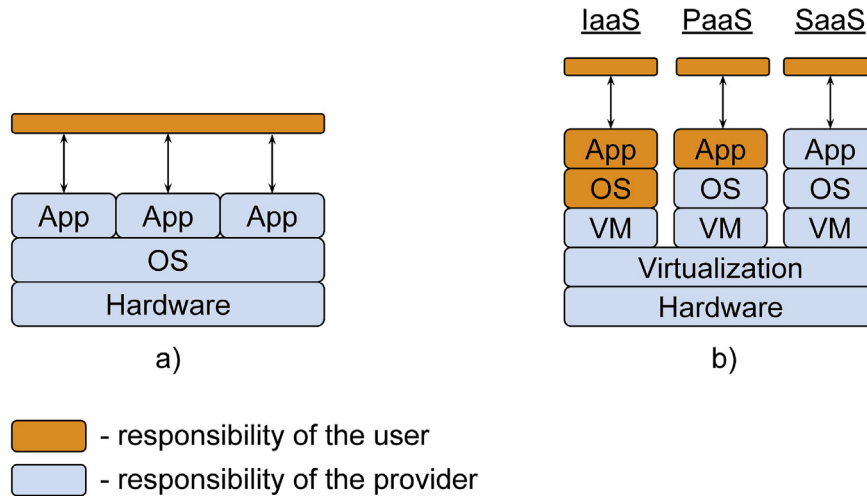 IaaS PaaS SaaS
App App App
App App App
OS OS OS
OS
VM VM VM
Virtualization
Hardware
Hardware
a)
b)
- responsibility of the user
- responsibility of the provider